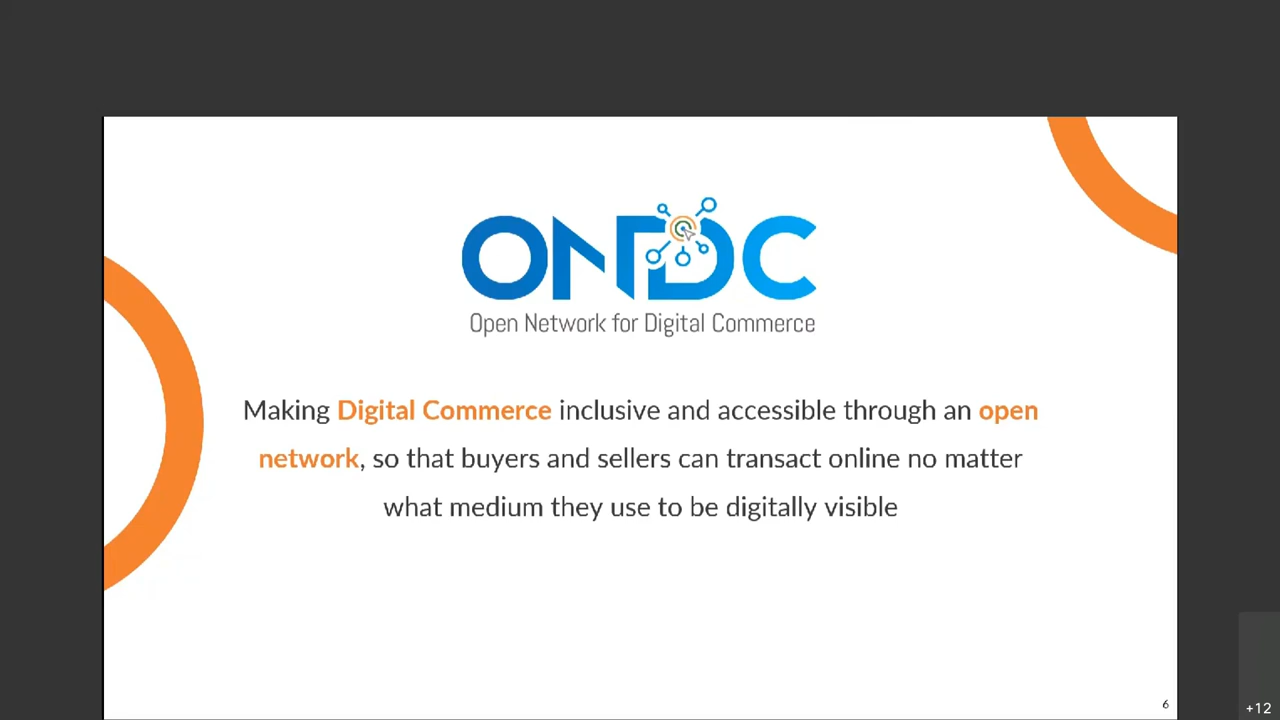 ONDC
Open Network for Digital Commerce
Making Digital Commerce inclusive and accessible through an open
network, so that buyers and sellers can transact online no matter
what medium they use to be digitally visible
6
+12